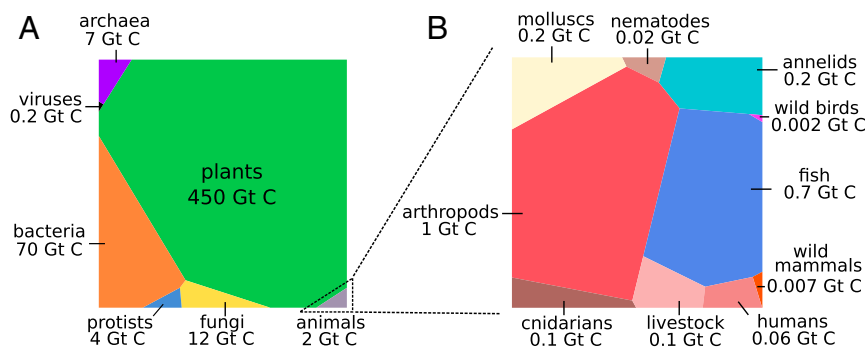 A
archaea
7 Gt C
viruses
0.2 Gt C
plants
450 Gt C
bacteria
70 Gt C
protists
4 Gt C
fungi
12 Gt C
animals
2 Gt C
B
molluscs
0.2 Gt C
nematodes
0.02 Gt C
annelids
0.2 Gt C
wild birds
0.002 Gt C
fish
0.7 Gt C
arthropods
1 Gt C
wild
mammals
0.007 Gt C
cnidarians
0.1 Gt C
livestock
0.1 Gt C
humans
0.06 Gt C